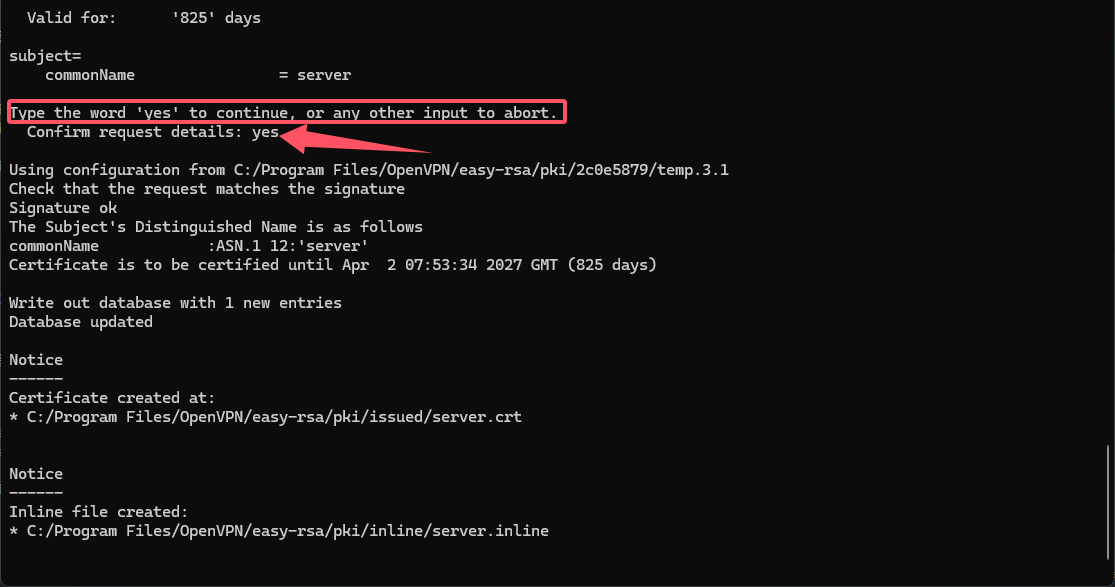 Valid for:      '825' days
subject=
    commonName                = server
Type the word 'yes' to continue, or any other input to abort.
  Confirm request details: yes
Using configuration from C:/Program Files/OpenVPN/easy-rsa/pki/2c0e5879/temp.3.1
Check that the request matches the signature
Signature ok
The Subject's Distinguished Name is as follows
commonName            :ASN.1 12:'server'
Certificate is to be certified until Apr  2 07:53:34 2027 GMT (825 days)
Write out database with 1 new entries
Database updated
Notice
------
Certificate created at:
* C:/Program Files/OpenVPN/easy-rsa/pki/issued/server.crt
Notice
------
Inline file created:
* C:/Program Files/OpenVPN/easy-rsa/pki/inline/server.inline